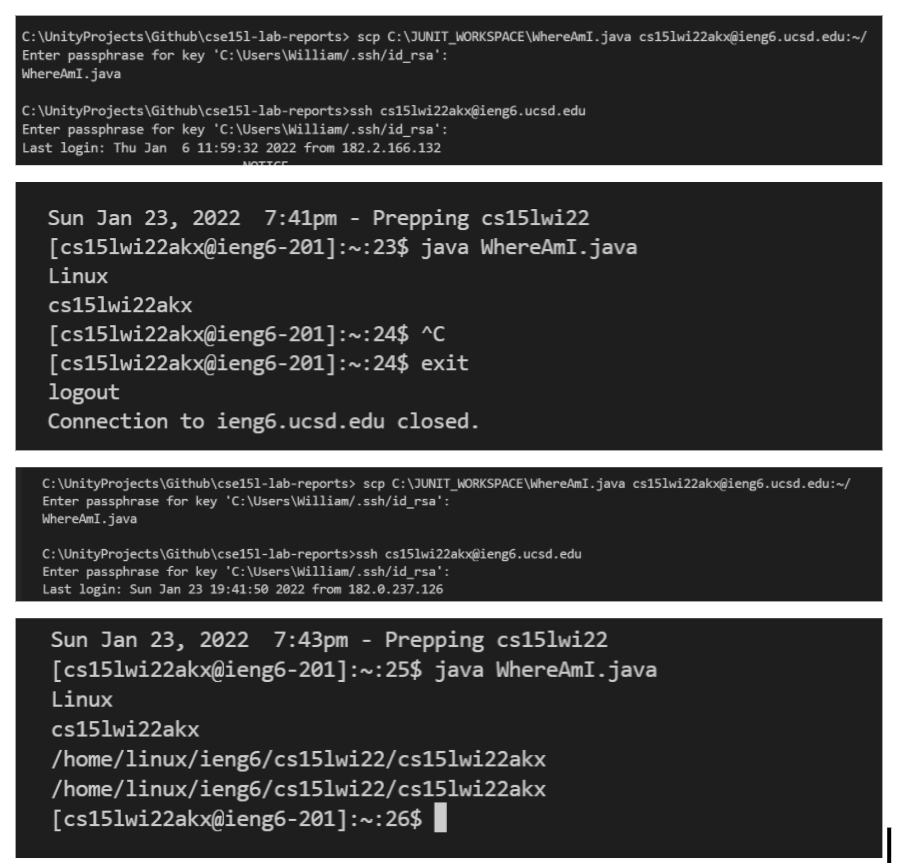 C:\UnityProjects\Github\cse15l-lab-reports> scp C:\JUNIT_WORKSPACE\WhereAmI.java cs15lwi22akx@ieng6.ucsd.edu:~/
Enter passphrase for key 'C:\Users\William/.ssh/id_rsa':
WhereAmI.java
C:\UnityProjects\Github\cse15l-lab-reports>ssh cs15lwi22akx@ieng6.ucsd.edu
Enter passphrase for key 'C:\Users\William/.ssh/id_rsa':
Last login: Thu Jan  6 11:59:32 2022 from 182.2.166.132
NOTICE
Sun Jan 23, 2022  7:41pm - Prepping cs15lwi22
[cs15lwi22akx@ieng6-201]:~:23$ java WhereAmI.java
Linux
cs15lwi22akx
[cs15lwi22akx@ieng6-201]:~:24$ ^C
[cs15lwi22akx@ieng6-201]:~:24$ exit
logout
Connection to ieng6.ucsd.edu closed.
C:\UnityProjects\Github\cse15l-lab-reports> scp C:\JUNIT_WORKSPACE\WhereAmI.java cs15lwi22akx@ieng6.ucsd.edu:~/
Enter passphrase for key 'C:\Users\William/.ssh/id_rsa':
WhereAmI.java
C:\UnityProjects\Github\cse15l-lab-reports>ssh cs15lwi22akx@ieng6.ucsd.edu
Enter passphrase for key 'C:\Users\William/.ssh/id_rsa':
Last login: Sun Jan 23 19:41:50 2022 from 182.0.237.126
Sun Jan 23, 2022  7:43pm - Prepping cs15lwi22
[cs15lwi22akx@ieng6-201]:~:25$ java WhereAmI.java
Linux
cs15lwi22akx
/home/linux/ieng6/cs15lwi22/cs15lwi22akx
/home/linux/ieng6/cs15lwi22/cs15lwi22akx
[cs15lwi22akx@ieng6-201]:~:26$